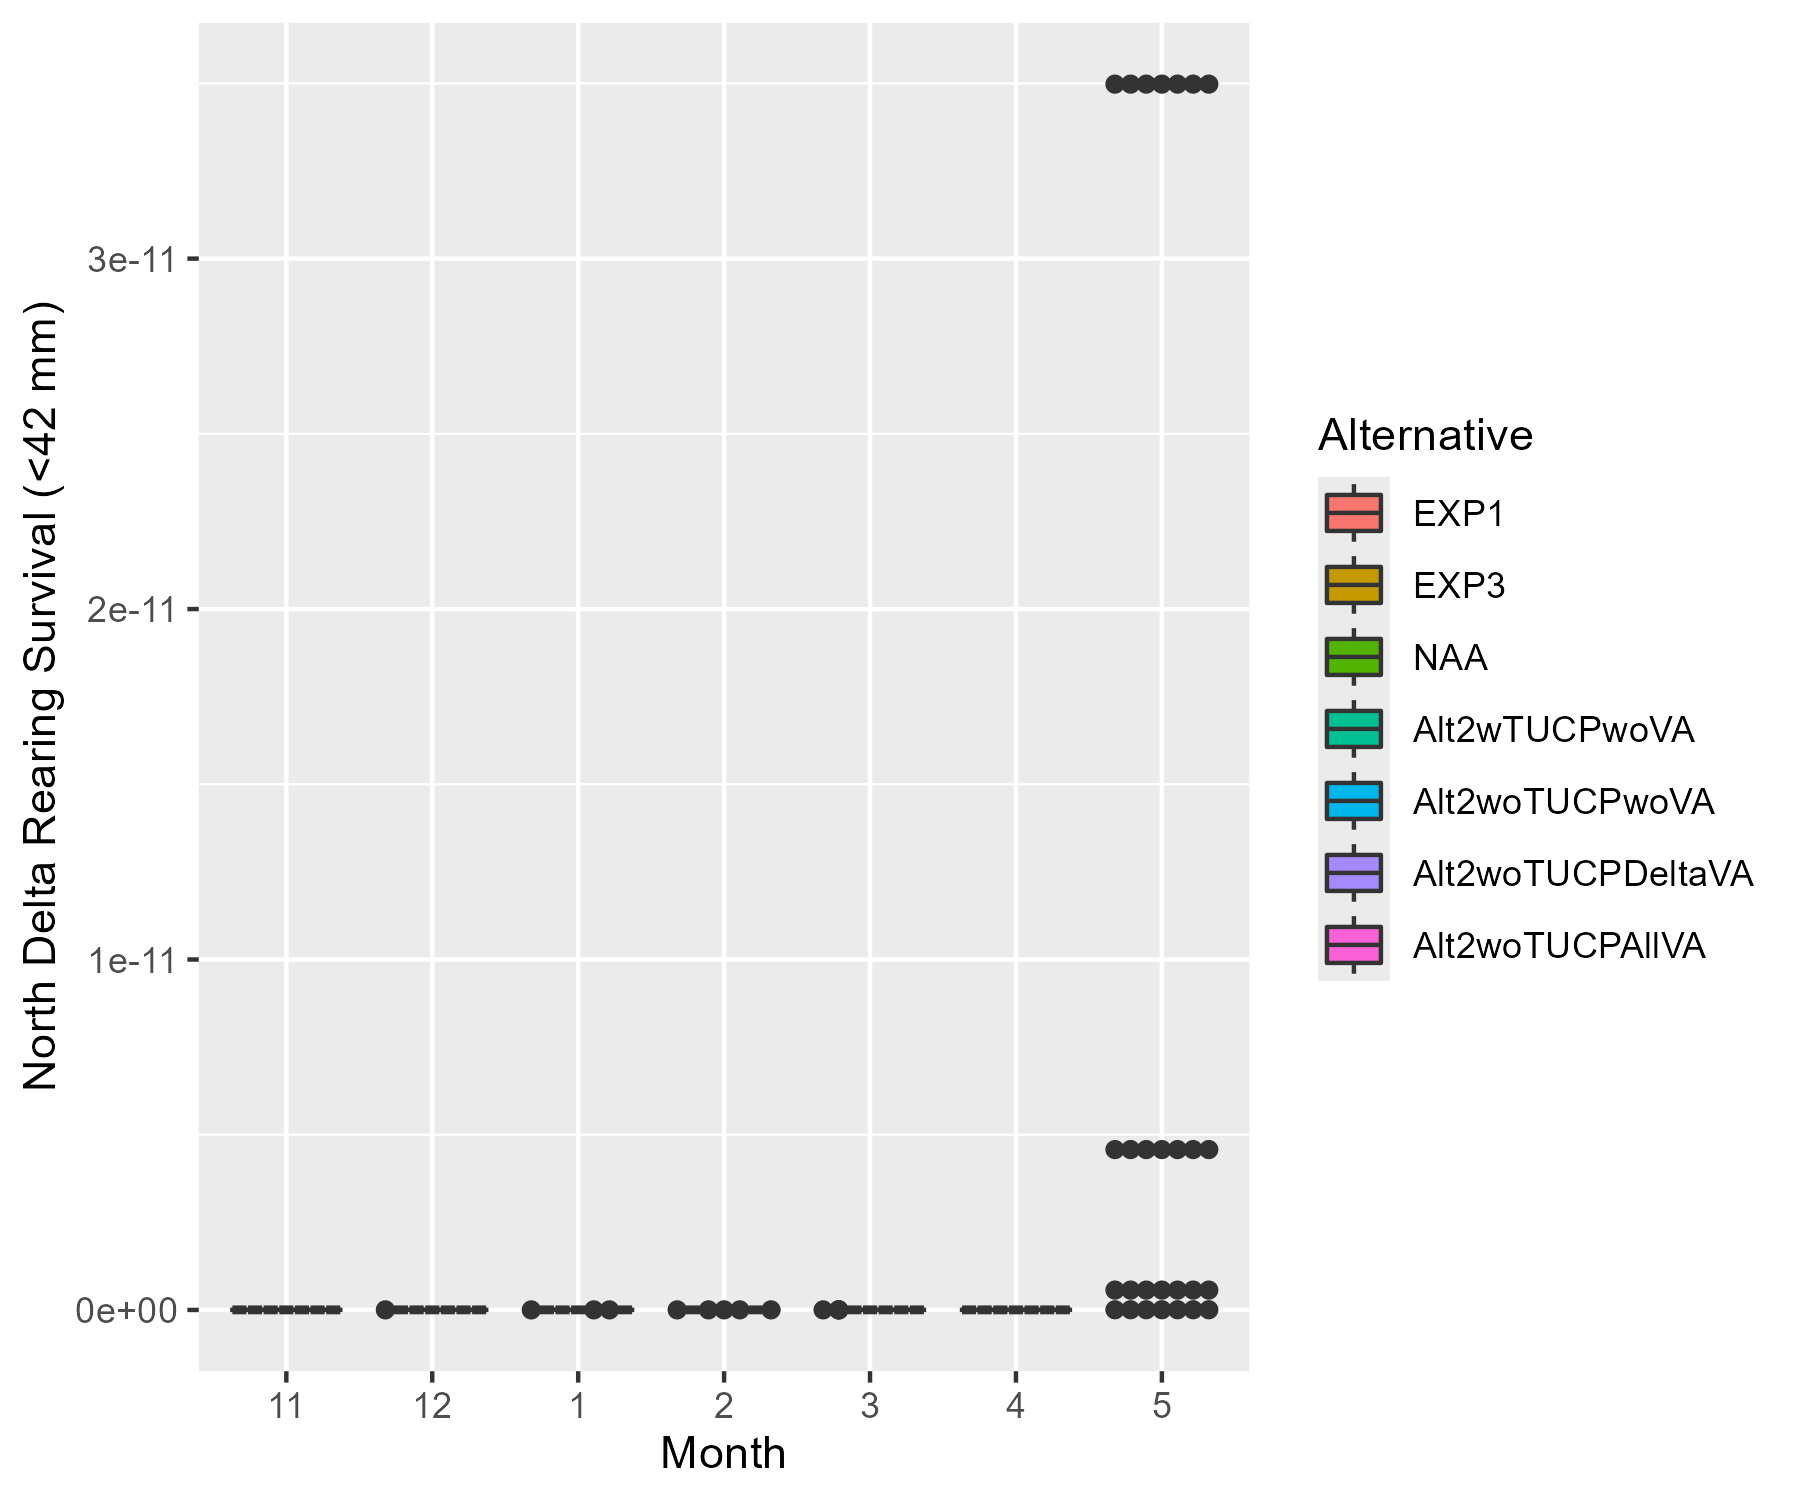 North Delta Rearing Survival (<42 mm)
3e-11
2e-11
1e-11
0e+00
11 12 1 2 3 4 5
Month
Alternative
EXP1
EXP3
NAA
Alt2wTUCPwoVA
Alt2woTUCPwoVA
Alt2woTUCPDeltaVA
Alt2woTUCPAllVA